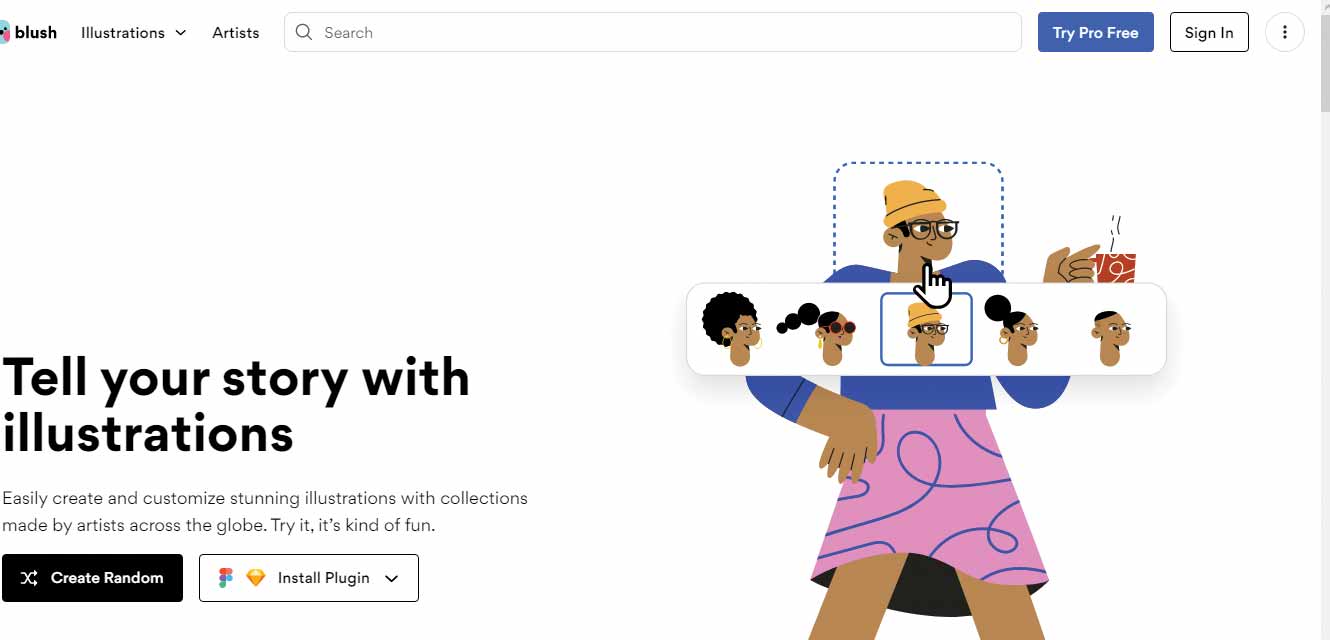 blush
Illustrations
Artists
Search
Try Pro Free
Sign In
Tell your story with
illustrations
Easily create and customize stunning illustrations with collections
made by artists across the globe. Try it, it’s kind of fun.
Create Random
Install Plugin